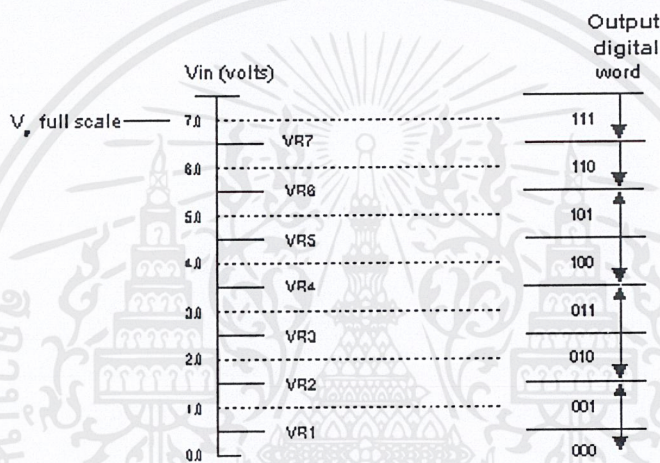 Output
digital
word
Vin (volts)
V, full scale
7.0
111
VR7
6.0
110
VR6
5.0
101
VR5
4.0
100
VR4
3.0
011
VR3
2.0
010
VR2
1.0
001
VR1
0.0
000